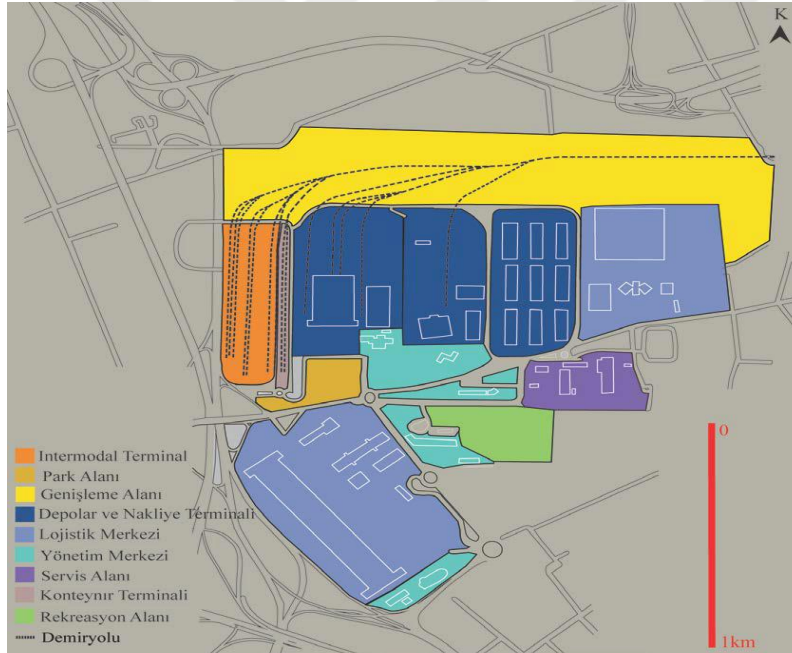 K
Intermodal Terminal
Park Alanı
Genişleme Alanı
Depolar ve Nakliye Terminali
Lojistik Merkezi
Yönetim Merkezi
Servis Alanı
Konteynır Terminali
Rekreasyon Alanı
Demiryolu
0
1km